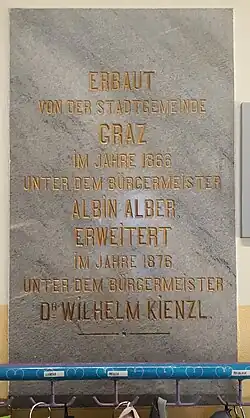 ERBAUT
VON DER STADTGEMEINDE
GRAZ
IM JAHRE 1866
UNTER DEM BÜRGERMEISTER
ALBIN ALBER
ERWEITERT
IM JAHRE 1876
UNTER DEM BÜRGERMEISTER
DR WILHELM KIENZL.